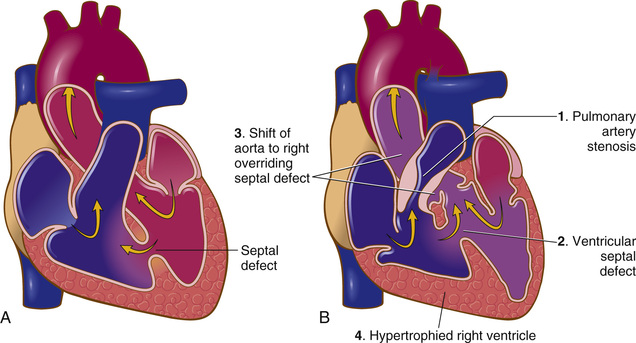 3. Shift of
aorta to right
overriding
septal defect
1. Pulmonary
artery
stenosis
Septal
defect
2. Ventricular
septal
defect
A
B
4. Hypertrophied right ventricle